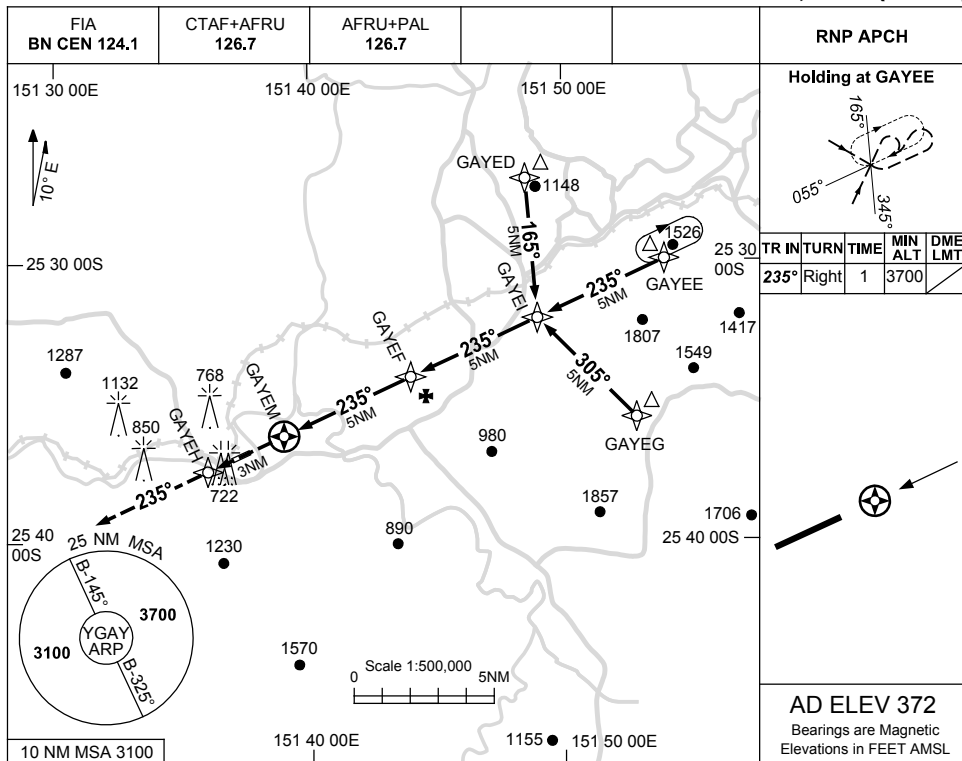 FIA
BN CEN 124.1
CTAF+AFRU
126.7
AFRU+PAL
126.7
RNP APCH
151 30 00E
151 40 00E
151 50 00E
10° E
GAYED
1148
165°
5NM
1526
25 30
00S
25 30
00S
GAYEE
235°
5NM
GAYEI
1807
1417
1549
235°
5NM
GAYEF
305°
5NM
GAYEG
1287
1132
768
850
GAYEM
235°
5NM
GAYEH
3NM
722
980
235°
1857
1706
25 40
00S
25 40 00S
890
1230
25 NM MSA
B-145°
3700
YGAY
ARP
3100
B-325°
1570
Scale 1:500,000
0
5NM
1155
151 40 00E
151 50 00E
10 NM MSA 3100
Holding at GAYEE
165°
055°
345°
TR IN
TURN
TIME
MIN
ALT
DME
LMT
235°
Right
1
3700
AD ELEV 372
Bearings are Magnetic
Elevations in FEET AMSL